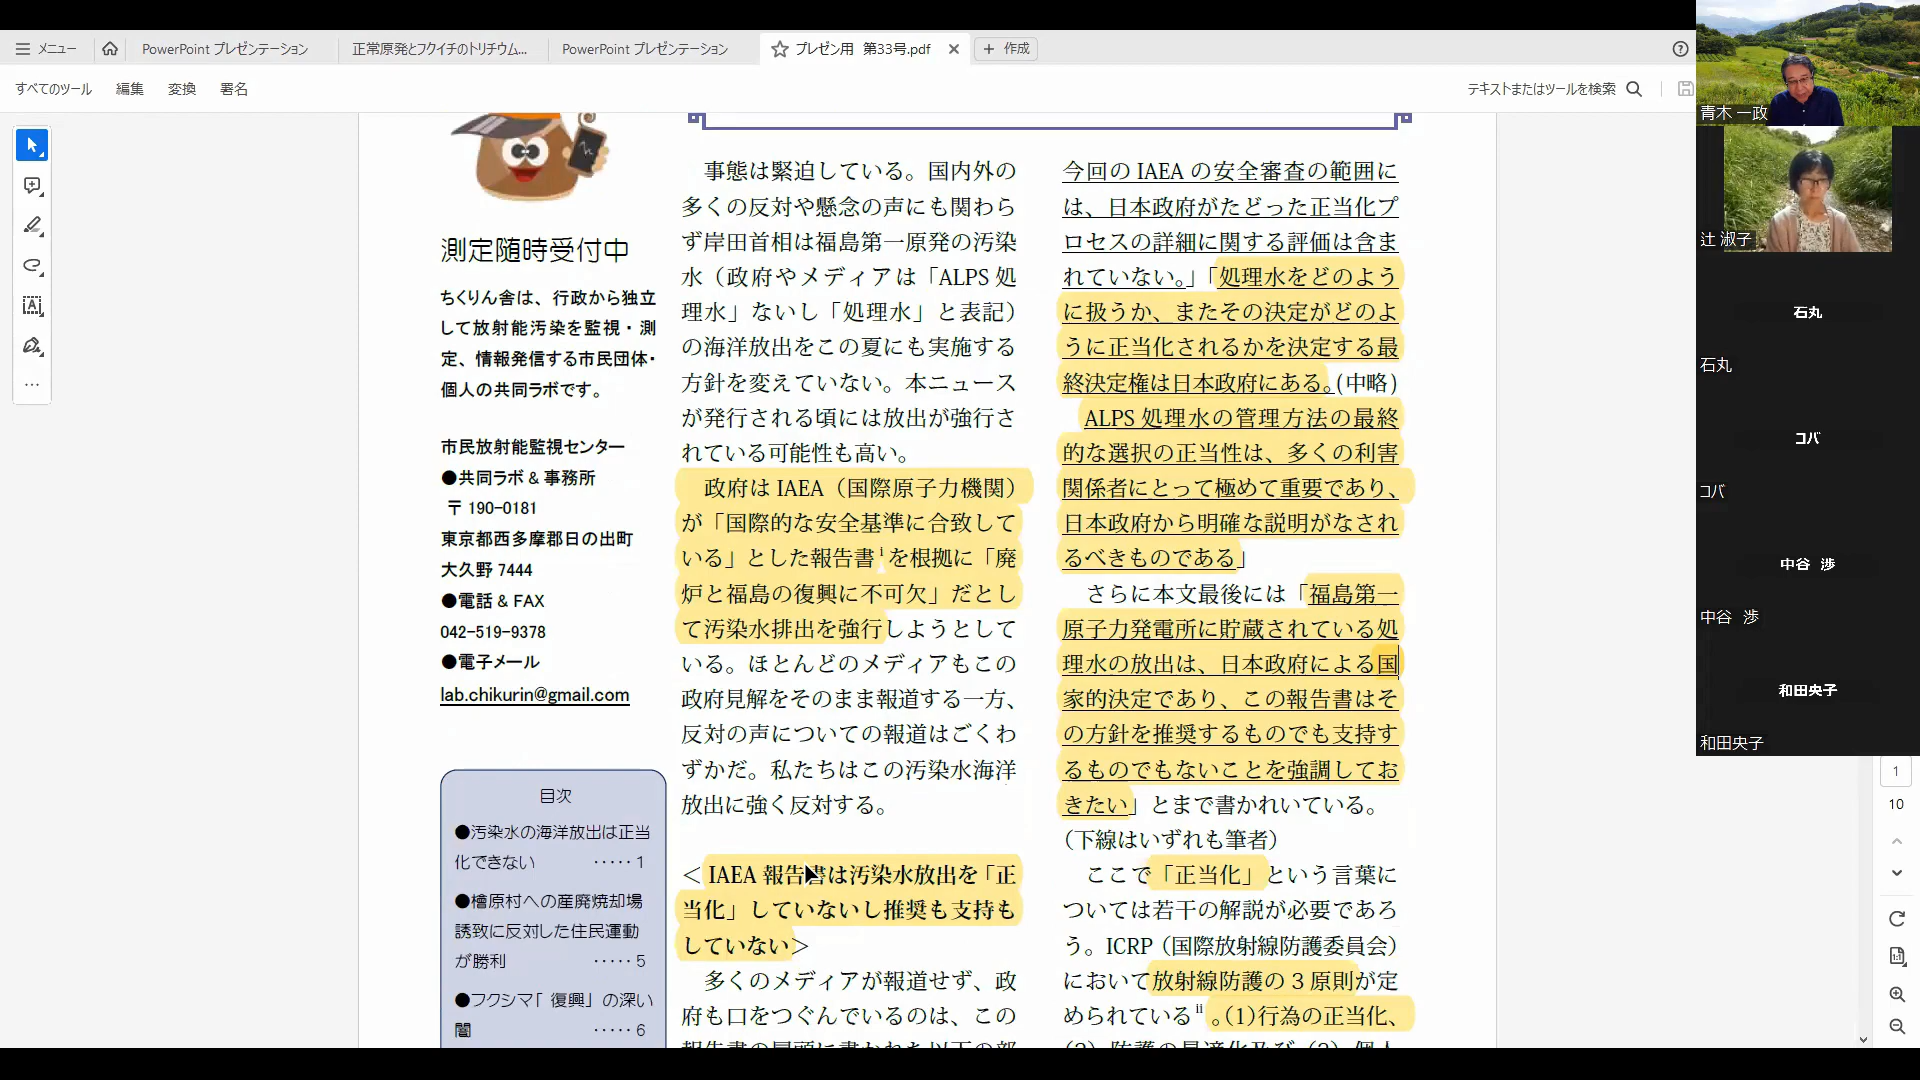 メニュー
PowerPoint プレゼンテーション
正常原発とフクイチのトリチウム...
PowerPoint プレゼンテーション
プレゼン用 第33号.pdf
作成
すべてのツール
編集
変換
署名
テキストまたはツールを検索
測定随時受付中
ちくりん舎は、行政から独立
して放射能汚染を監視・測
定、情報発信する市民団体・
個人の共同ラボです。
市民放射能監視センター
●共同ラボ & 事務所
〒 190-0181
東京都西多摩郡日の出町
大久野 7444
●電話 & FAX
042-519-9378
●電子メール
lab.chikurin@gmail.com
目次
●汚染水の海洋放出は正当
化できない ・・・・・1
●檜原村への産廃焼却場
誘致に反対した住民運動
が勝利 ・・・・・5
●フクシマ「 復興」の深い
闇 ・・・・・6
事態は緊迫している。国内外の
多くの反対や懸念の声にも関わら
ず岸田首相は福島第一原発の汚染
水（政府やメディアは「ALPS 処
理水」ないし「処理水」と表記）
の海洋放出をこの夏にも実施する
方針を変えていない。本ニュース
が発行される頃には放出が強行さ
れている可能性も高い。
政府は IAEA（国際原子力機関）
が「国際的な安全基準に合致して
いる」とした報告書ⁱを根拠に「廃
炉と福島の復興に不可欠」だとし
て汚染水排出を強行しようとして
いる。ほとんどのメディアもこの
政府見解をそのまま報道する一方、
反対の声についての報道はごくわ
ずかだ。私たちはこの汚染水海洋
放出に強く反対する。
＜IAEA 報告書は汚染水放出を「正
当化」していないし推奨も支持も
していない＞
多くのメディアが報道せず、政
府も口をつぐんでいるのは、この
報告書の冒頭に書かれた以下の部
今回の IAEA の安全審査の範囲に
は、日本政府がたどった正当化プ
ロセスの詳細に関する評価は含ま
れていない。」「処理水をどのよう
に扱うか、またその決定がどのよ
うに正当化されるかを決定する最
終決定権は日本政府にある。(中略)
ALPS 処理水の管理方法の最終
的な選択の正当性は、多くの利害
関係者にとって極めて重要であり、
日本政府から明確な説明がなされ
るべきものである」
さらに本文最後には「福島第一
原子力発電所に貯蔵されている処
理水の放出は、日本政府による国
家的決定であり、この報告書はそ
の方針を推奨するものでも支持す
るものでもないことを強調してお
きたい」とまで書かれいている。
（下線はいずれも筆者）
ここで「正当化」という言葉に
ついては若干の解説が必要であろ
う。ICRP（国際放射線防護委員会）
において放射線防護の 3 原則が定
められているⁱⁱ。(1)行為の正当化、
(2) 防護の最適化及び (3) 個人
青木 一政
辻 淑子
石丸
石丸
コバ
コバ
中谷 渉
中谷 渉
和田央子
和田央子
1
10